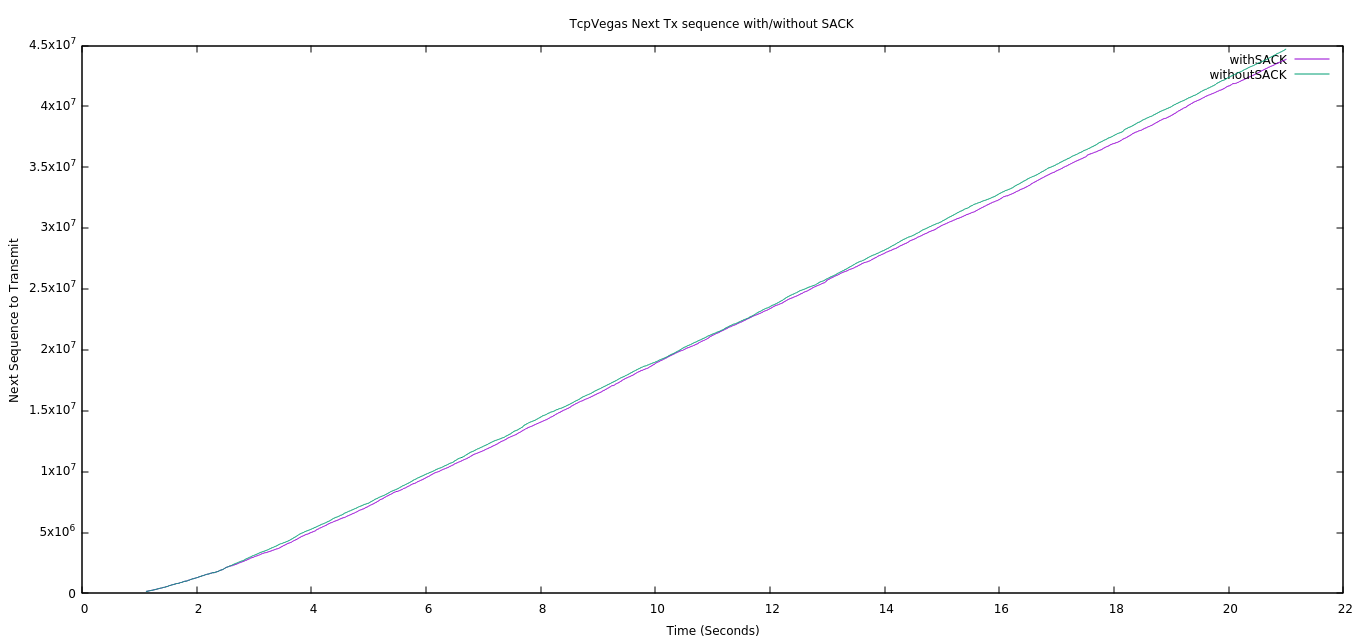 TcpVegas Next Tx sequence with/without SACK
4.5x10^7
withSACK
withoutSACK
4x10^7
3.5x10^7
3x10^7
2.5x10^7
2x10^7
1.5x10^7
1x10^7
5x10^6
0
Next Sequence to Transmit
0 2 4 6 8 10 12 14 16 18 20 22
Time (Seconds)